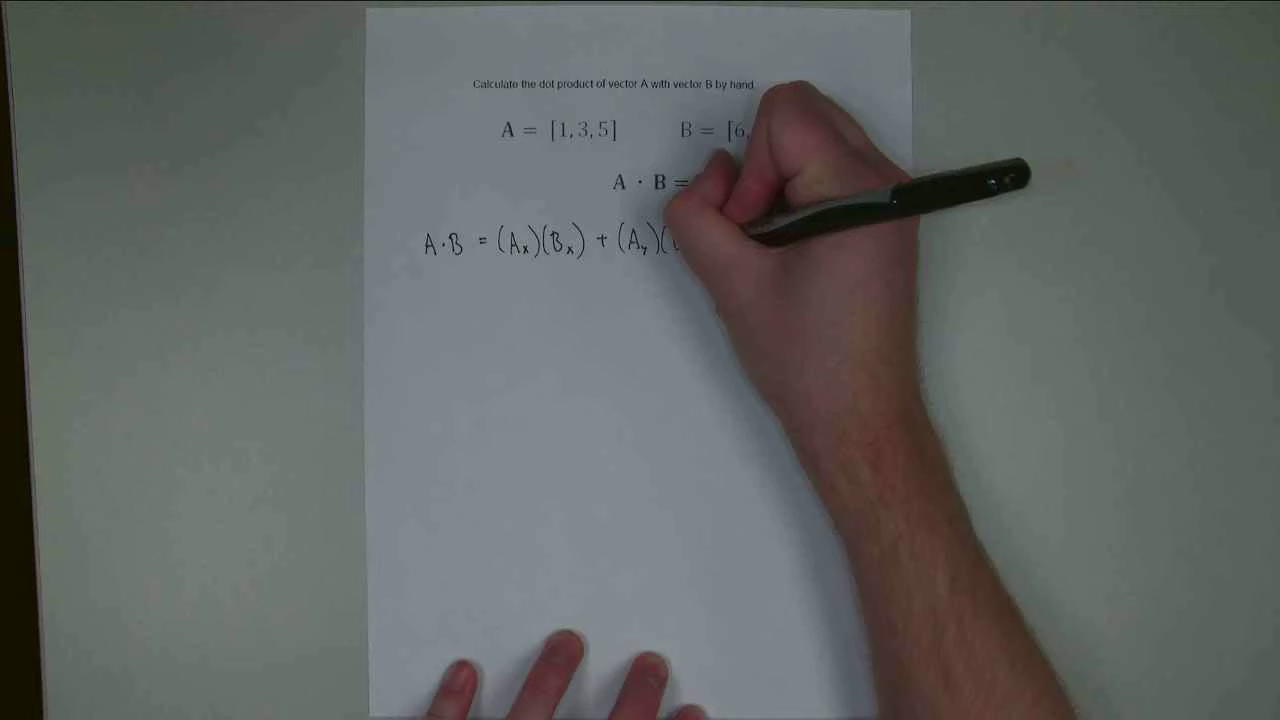 Calculate the dot product of vector A with vector B by hand
A = [1, 3, 5] B = [6,
A · B =
A·B = (Ax)(Bx) + (Ay)(